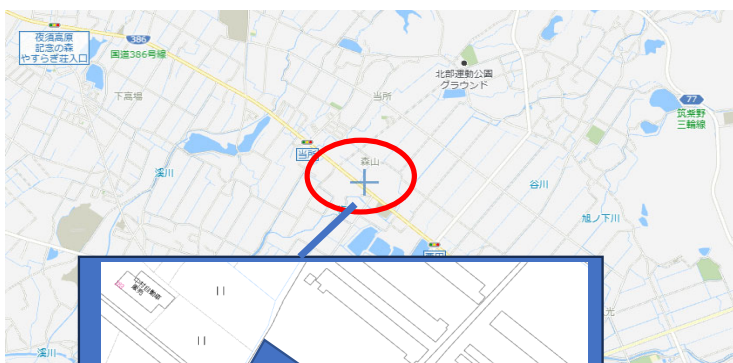 夜須高原
記念の森
やすらぎ荘入口
386
国道386号線
北部運動公園
グラウンド
下高場
当所
77
筑紫野
三輪線
当所
森山
溪川
谷川
旭ノ下川
溪川